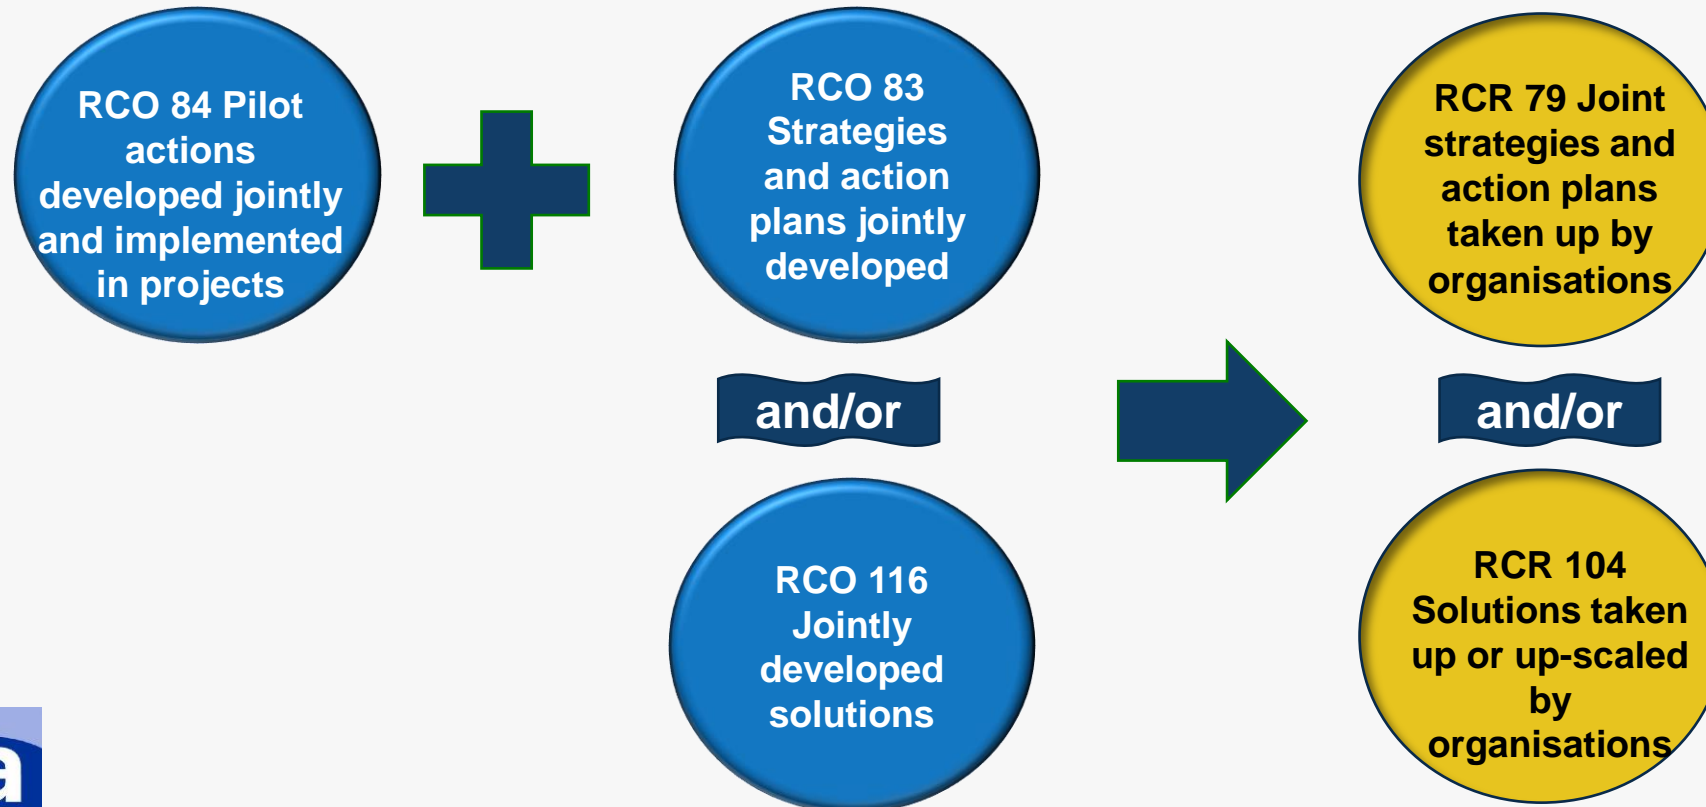 RCO 84 Pilot
actions
developed jointly
and implemented
in projects
RCO 83
Strategies
and action
plans jointly
developed
and/or
RCO 116
Jointly
developed
solutions
RCR 79 Joint
strategies and
action plans
taken up by
organisations
and/or
RCR 104
Solutions taken
up or up-scaled
by
organisations
a